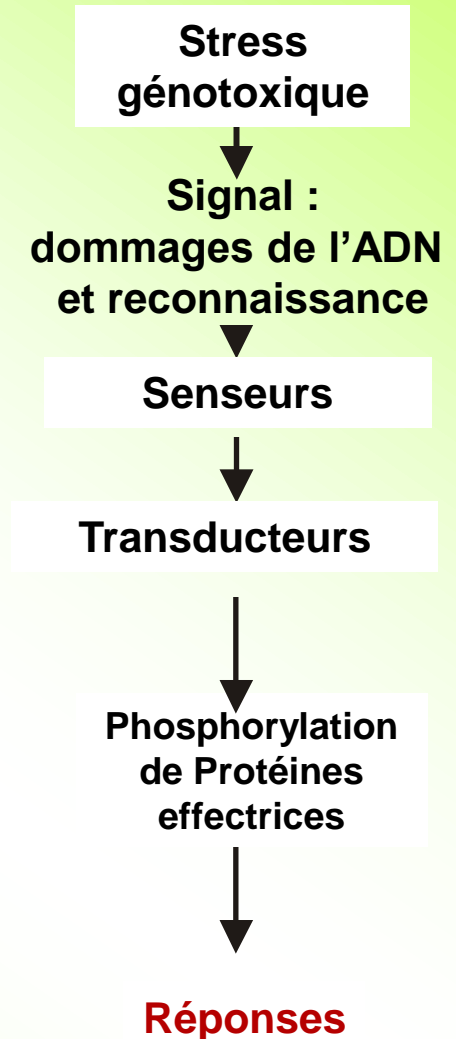 Stress
génotoxique
Signal :
dommages de l’ADN
et reconnaissance
Senseurs
Transducteurs
Phosphorylation
de Protéines
effectrices
Réponses